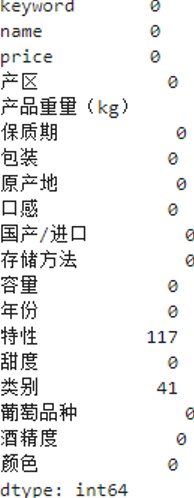 keyword 0
name 0
price 0
产区 0
产品重量（kg）
保质期 0
包装 0
原产地 0
口感 0
国产/进口 0
存储方法 0
容量 0
年份 0
特性 117
甜度 0
类别 41
葡萄品种 0
酒精度 0
颜色 0
dtype: int64